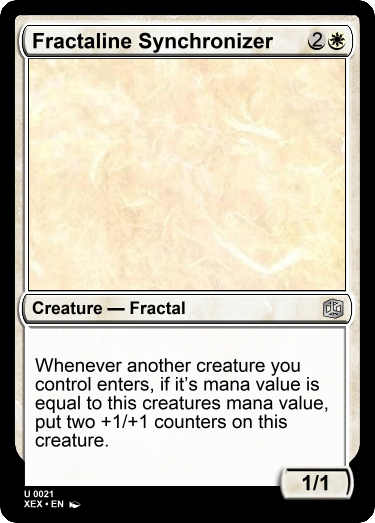 Fractaline Synchronizer 2
Creature — Fractal
Whenever another creature you
control enters, if it's mana value is
equal to this creatures mana value,
put two +1/+1 counters on this
creature.
1/1
U 0021
XEX • EN